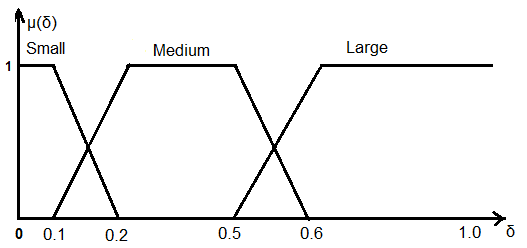 μ(δ)
Small Medium Large
1
0 0.1 0.2 0.5 0.6 1.0 δ